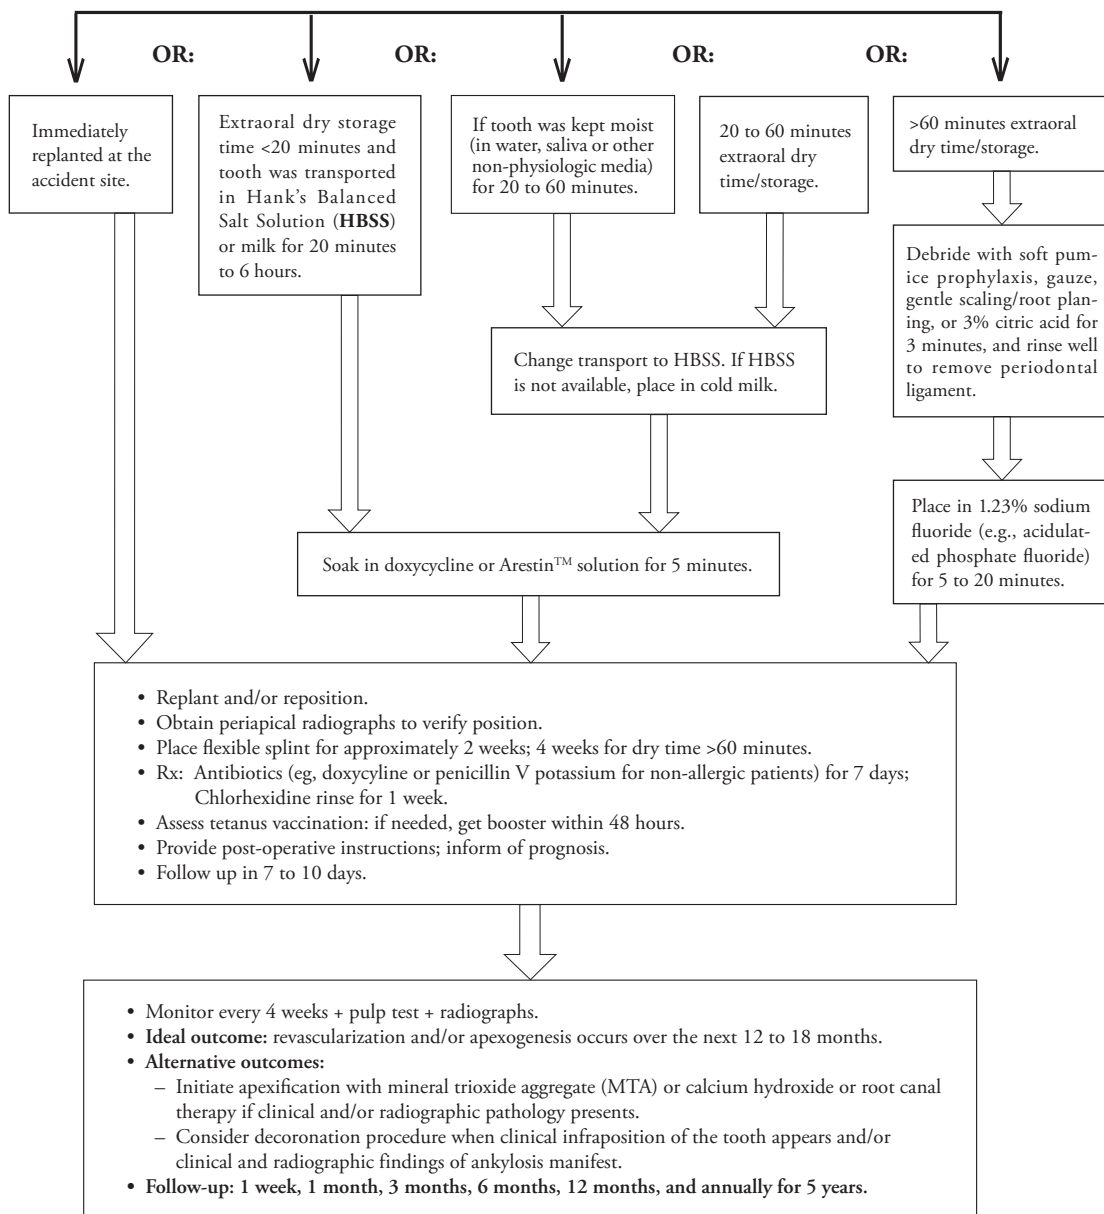 OR:
OR:
OR:
OR:
Immediately
replanted at the
accident site.
Extraoral dry storage
time <20 minutes and
tooth was transported
in Hank's Balanced
Salt Solution (HBSS)
or milk for 20 minutes
to 6 hours.
If tooth was kept moist
(in water, saliva or other
non-physiologic media)
for 20 to 60 minutes.
20 to 60 minutes
extraoral dry
time/storage.
>60 minutes extraoral
dry time/storage.
Debride with soft pum-
ice prophylaxis, gauze,
gentle scaling/root plan-
ing, or 3% citric acid for
3 minutes, and rinse well
to remove periodontal
ligament.
Change transport to HBSS. If HBSS
is not available, place in cold milk.
Place in 1.23% sodium
fluoride (e.g., acidulat-
ed phosphate fluoride)
for 5 to 20 minutes.
Soak in doxycycline or Arestin™ solution for 5 minutes.
• Replant and/or reposition.
• Obtain periapical radiographs to verify position.
• Place flexible splint for approximately 2 weeks; 4 weeks for dry time >60 minutes.
• Rx: Antibiotics (eg, doxycyline or penicillin V potassium for non-allergic patients) for 7 days;
Chlorhexidine rinse for 1 week.
• Assess tetanus vaccination: if needed, get booster within 48 hours.
• Provide post-operative instructions; inform of prognosis.
• Follow up in 7 to 10 days.
• Monitor every 4 weeks + pulp test + radiographs.
• Ideal outcome: revascularization and/or apexogenesis occurs over the next 12 to 18 months.
• Alternative outcomes:
– Initiate apexification with mineral trioxide aggregate (MTA) or calcium hydroxide or root canal
therapy if clinical and/or radiographic pathology presents.
– Consider decoronation procedure when clinical infraposition of the tooth appears and/or
clinical and radiographic findings of ankylosis manifest.
• Follow-up: 1 week, 1 month, 3 months, 6 months, 12 months, and annually for 5 years.